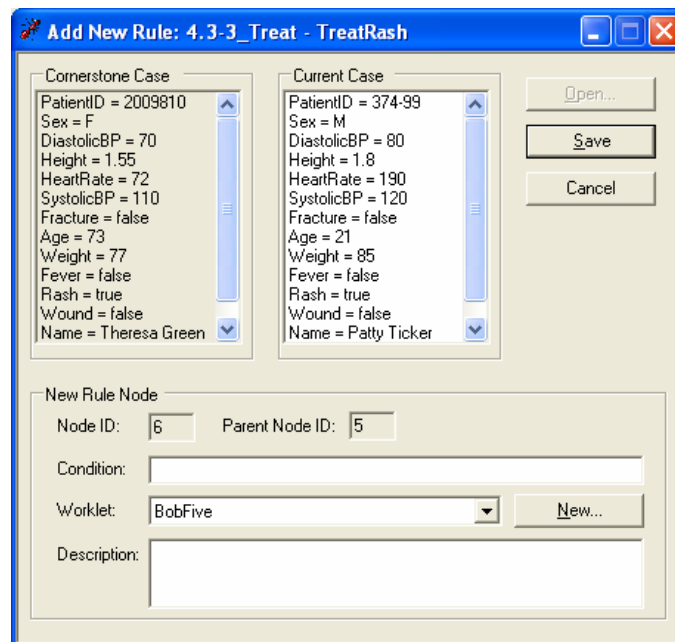 Add New Rule: 4.3-3_Treat - TreatRash
Cornerstone Case
PatientID = 2009810
Sex = F
DiastolicBP = 70
Height = 1.55
HeartRate = 72
SystolicBP = 110
Fracture = false
Age = 73
Weight = 77
Fever = false
Rash = true
Wound = false
Name = Theresa Green
Current Case
PatientID = 374-99
Sex = M
DiastolicBP = 80
Height = 1.8
HeartRate = 190
SystolicBP = 120
Fracture = false
Age = 21
Weight = 85
Fever = false
Rash = true
Wound = false
Name = Patty Ticker
Open...
Save
Cancel
New Rule Node
Node ID: 6 Parent Node ID: 5
Condition:
Worklet: BobFive New...
Description: